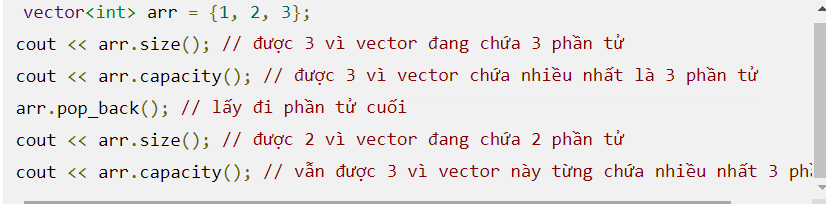 vector<int> arr = {1, 2, 3};
cout << arr.size(); // được 3 vì vector đang chứa 3 phần tử
cout << arr.capacity(); // được 3 vì vector chứa nhiều nhất là 3 phần tử
arr.pop_back(); // lấy đi phần tử cuối
cout << arr.size(); // được 2 vì vector đang chứa 2 phần tử
cout << arr.capacity(); // vẫn được 3 vì vector này từng chứa nhiều nhất 3